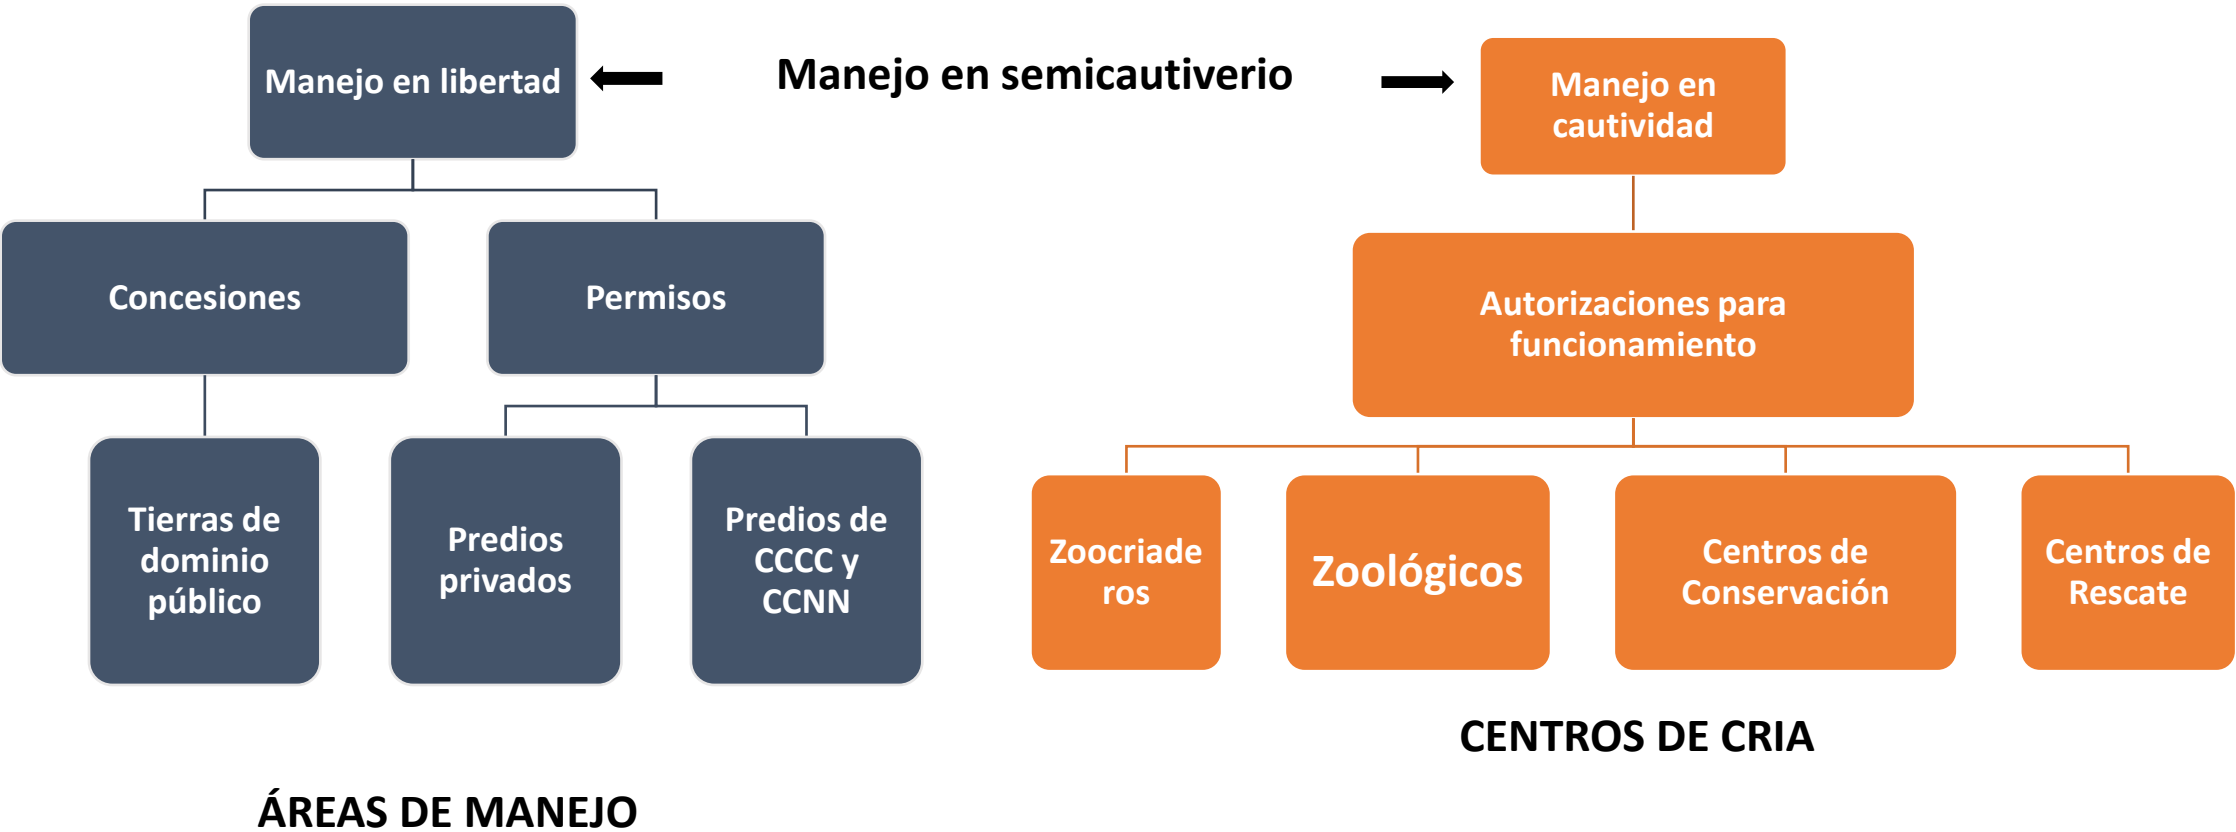 Manejo en libertad
Manejo en semicautiverio
Manejo en
cautividad
Concesiones
Permisos
Autorizaciones para
funcionamiento
Tierras de
dominio
público
Predios
privados
Predios de
CCCC y
CCNN
Zoocriade
ros
Zoológicos
Centros de
Conservación
Centros de
Rescate
CENTROS DE CRIA
ÁREAS DE MANEJO